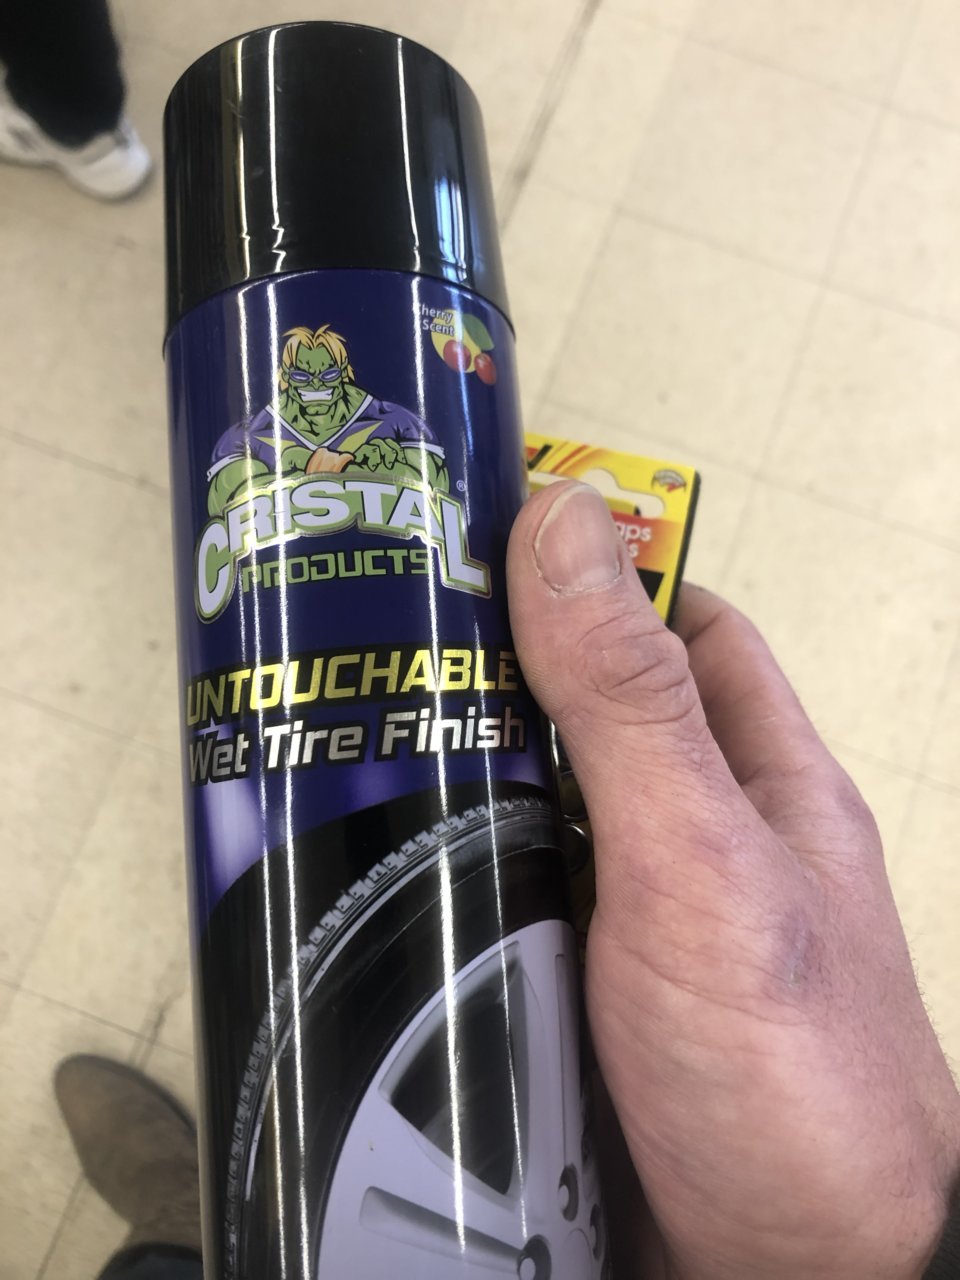 Cherry
Scent
CRISTAL®
PRODUCTS
UNTOUCHABLE
Wet Tire Finish